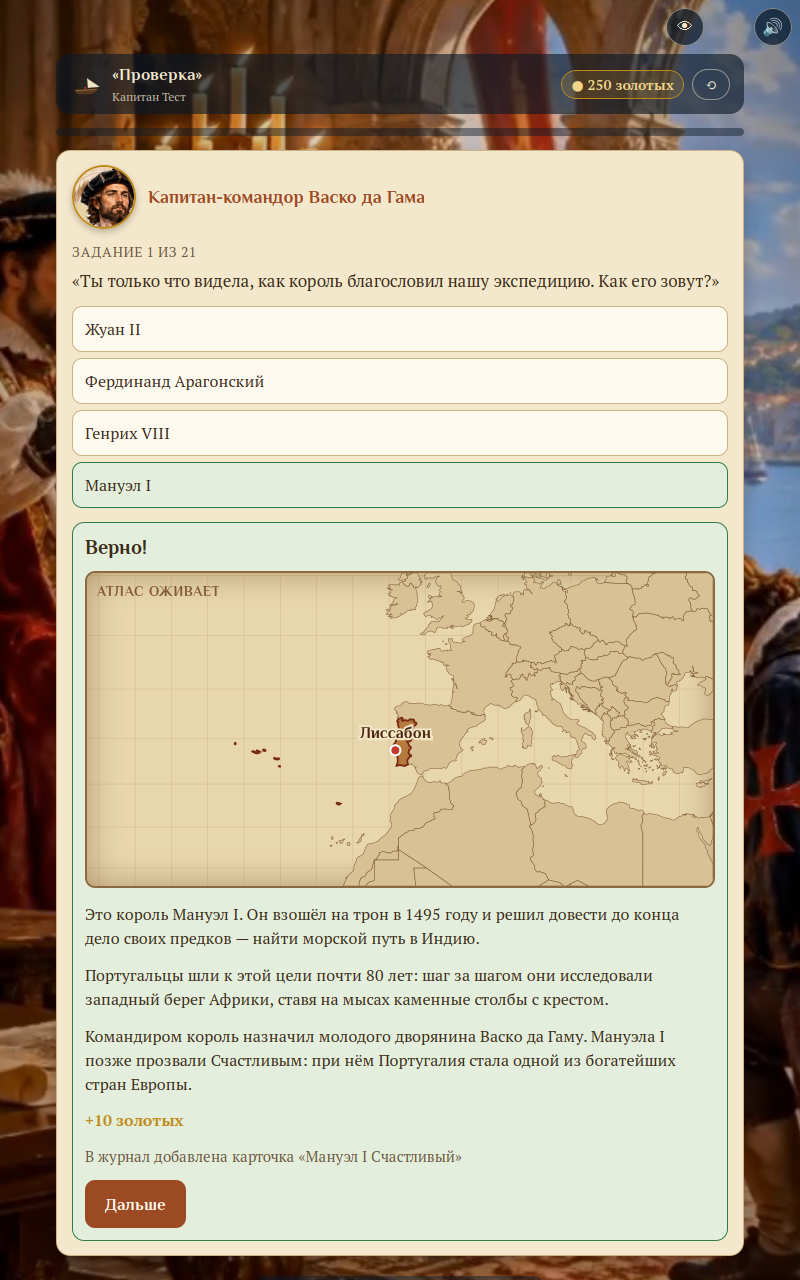 «Проверка»
Капитан Тест
250 золотых
Капитан-командор Васко да Гама
ЗАДАНИЕ 1 ИЗ 21
«Ты только что видела, как король благословил нашу экспедицию. Как его зовут?»
Жуан II
Фердинанд Арагонский
Генрих VIII
Мануэл I
Верно!
АТЛАС ОЖИВАЕТ
Лиссабон
Это король Мануэл I. Он взошёл на трон в 1495 году и решил довести до конца
дело своих предков — найти морской путь в Индию.
Португальцы шли к этой цели почти 80 лет: шаг за шагом они исследовали
западный берег Африки, ставя на мысах каменные столбы с крестом.
Командиром король назначил молодого дворянина Васко да Гаму. Мануэла I
позже прозвали Счастливым: при нём Португалия стала одной из богатейших
стран Европы.
+10 золотых
В журнал добавлена карточка «Мануэл I Счастливый»
Дальше